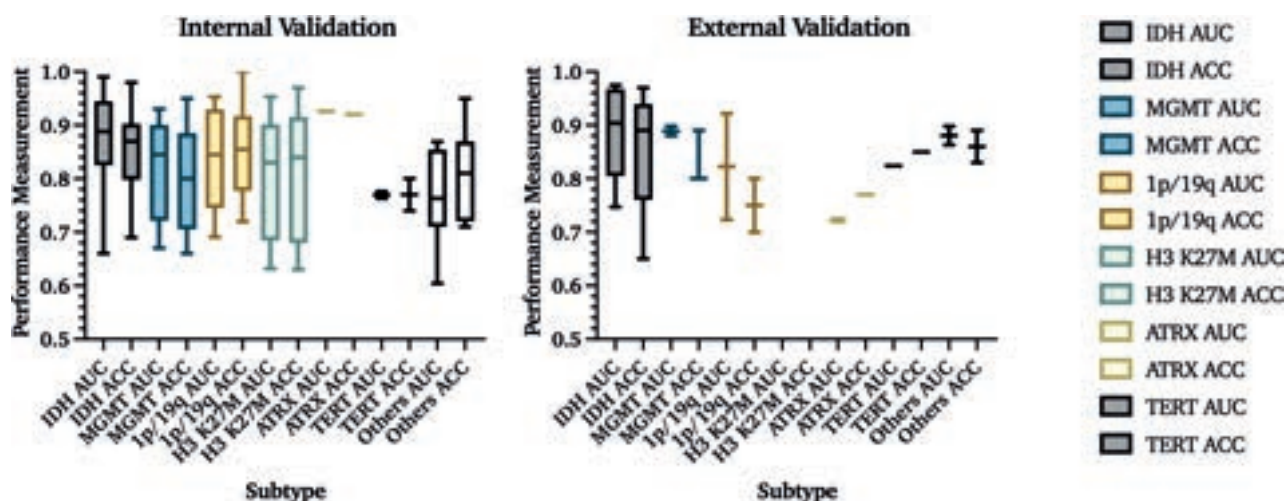 Internal Validation
Performance Measurement
1.0
0.9
0.8
0.7
0.6
0.5
IDH AUC
IDH ACC
MGMT AUC
MGMT ACC
1p/19q AUC
1p/19q ACC
H3 K27M AUC
H3 K27M ACC
ATRX AUC
ATRX ACC
TERT AUC
TERT ACC
Others AUC
Others ACC
Subtype
External Validation
Performance Measurement
1.0
0.9
0.8
0.7
0.6
0.5
IDH AUC
IDH ACC
MGMT AUC
MGMT ACC
1p/19q AUC
1p/19q ACC
H3 K27M AUC
H3 K27M ACC
ATRX AUC
ATRX ACC
TERT AUC
TERT ACC
Others AUC
Others ACC
Subtype
IDH AUC
IDH ACC
MGMT AUC
MGMT ACC
1p/19q AUC
1p/19q ACC
H3 K27M AUC
H3 K27M ACC
ATRX AUC
ATRX ACC
TERT AUC
TERT ACC